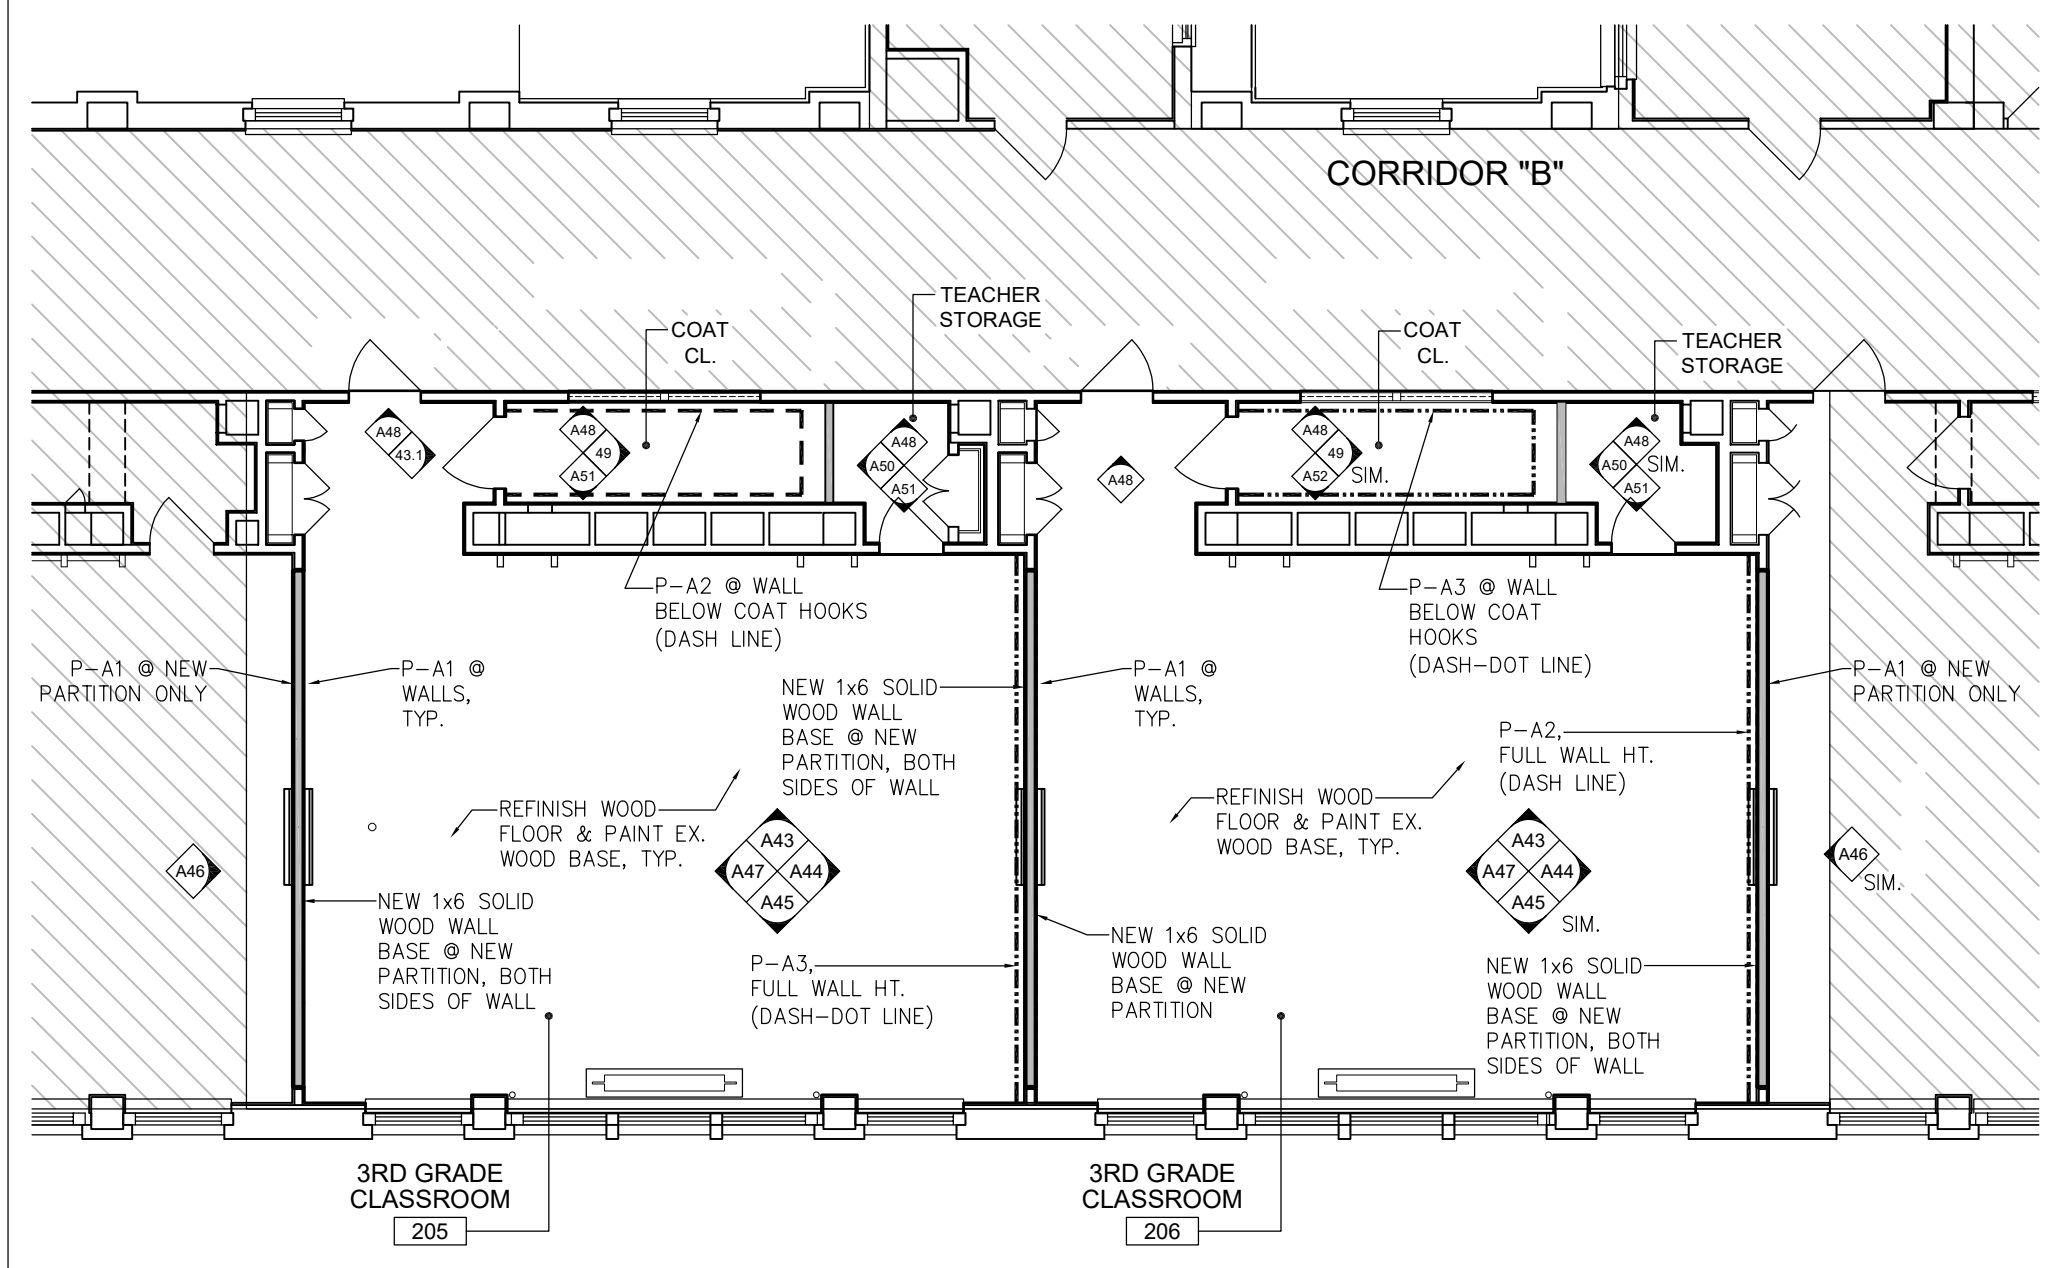 CORRIDOR "B"
TEACHER
STORAGE
COAT
CL.
COAT
CL.
TEACHER
STORAGE
A48
43.1
A48
49
A51
A48
A50
A51
A48
A48
49
A52
SIM.
A48
A50
SIM.
A51
P-A2 @ WALL
BELOW COAT HOOKS
(DASH LINE)
P-A3 @ WALL
BELOW COAT
HOOKS
(DASH-DOT LINE)
P-A1 @ NEW
PARTITION ONLY
P-A1 @
WALLS,
TYP.
NEW 1x6 SOLID
WOOD WALL
BASE @ NEW
PARTITION, BOTH
SIDES OF WALL
P-A1 @
WALLS,
TYP.
P-A2,
FULL WALL HT.
(DASH LINE)
P-A1 @ NEW
PARTITION ONLY
REFINISH WOOD
FLOOR & PAINT EX.
WOOD BASE, TYP.
REFINISH WOOD
FLOOR & PAINT EX.
WOOD BASE, TYP.
A46
A43
A47 A44
A45
A43
A47 A44
A45
SIM.
A46
SIM.
NEW 1x6 SOLID
WOOD WALL
BASE @ NEW
PARTITION, BOTH
SIDES OF WALL
P-A3,
FULL WALL HT.
(DASH-DOT LINE)
NEW 1x6 SOLID
WOOD WALL
BASE @ NEW
PARTITION
NEW 1x6 SOLID
WOOD WALL
BASE @ NEW
PARTITION, BOTH
SIDES OF WALL
3RD GRADE
CLASSROOM
205
3RD GRADE
CLASSROOM
206